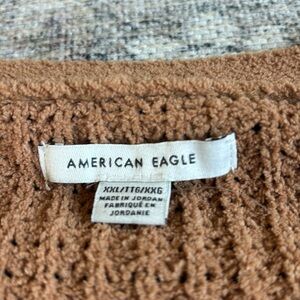 AMERICAN EAGLE
XXL/TTG/XXG
MADE IN JORDAN
FABRIQUÉ EN
JORDANIE